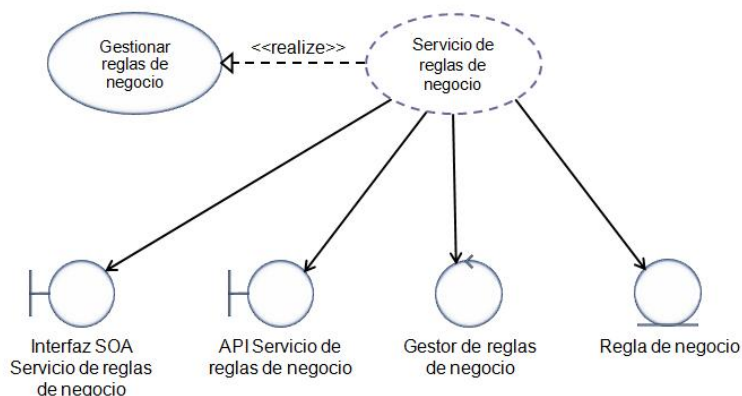 Gestionar
reglas de
negocio
<<realize>>
Servicio de
reglas de
negocio
Interfaz SOA
Servicio de reglas
de negocio
API Servicio de
reglas de negocio
Gestor de reglas
de negocio
Regla de negocio